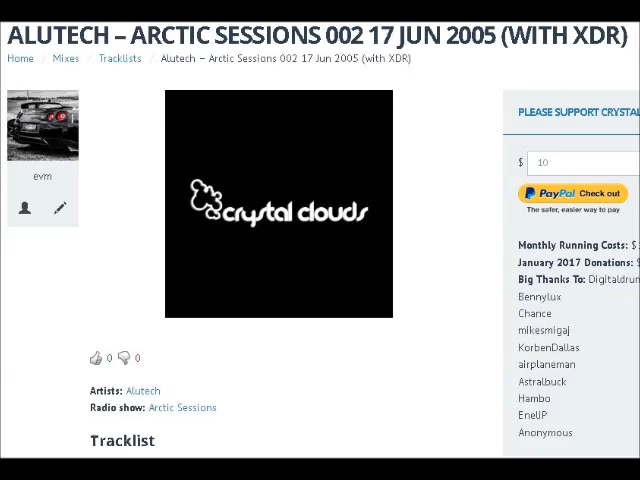 ALUTECH – ARCTIC SESSIONS 002 17 JUN 2005 (WITH XDR)
Home / Mixes / Tracklists / Alutech – Arctic Sessions 002 17 Jun 2005 (with XDR)
evm
crystal clouds
0 0
Artists: Alutech
Radio show: Arctic Sessions
Tracklist
PLEASE SUPPORT CRYSTAL
$ 10
PayPal Check out
The safer, easier way to pay
Monthly Running Costs: $
January 2017 Donations: $
Big Thanks To: Digitaldrun
Bennylux
Chance
mikesmigaj
KorbenDallas
airplaneman
Astralbuck
Hambo
EneliP
Anonymous